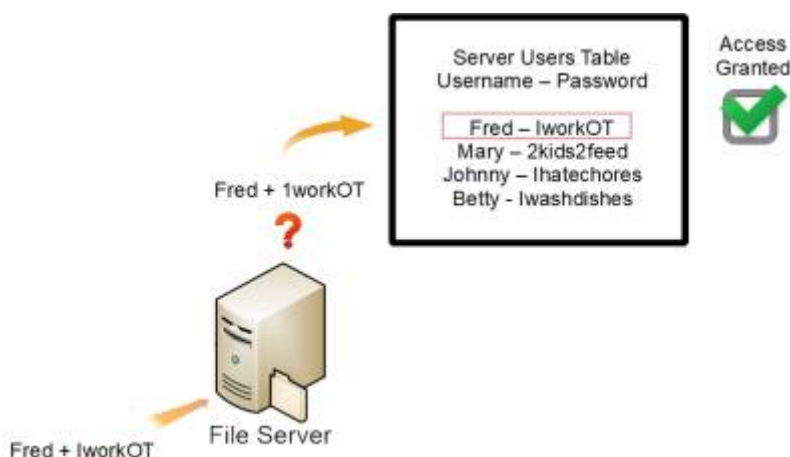 Server Users Table
Username – Password
Fred – IworkOT
Mary – 2kids2feed
Johnny – Ihatechores
Betty - Iwashdishes
Access
Granted
Fred + 1workOT
?
File Server
Fred + IworkOT